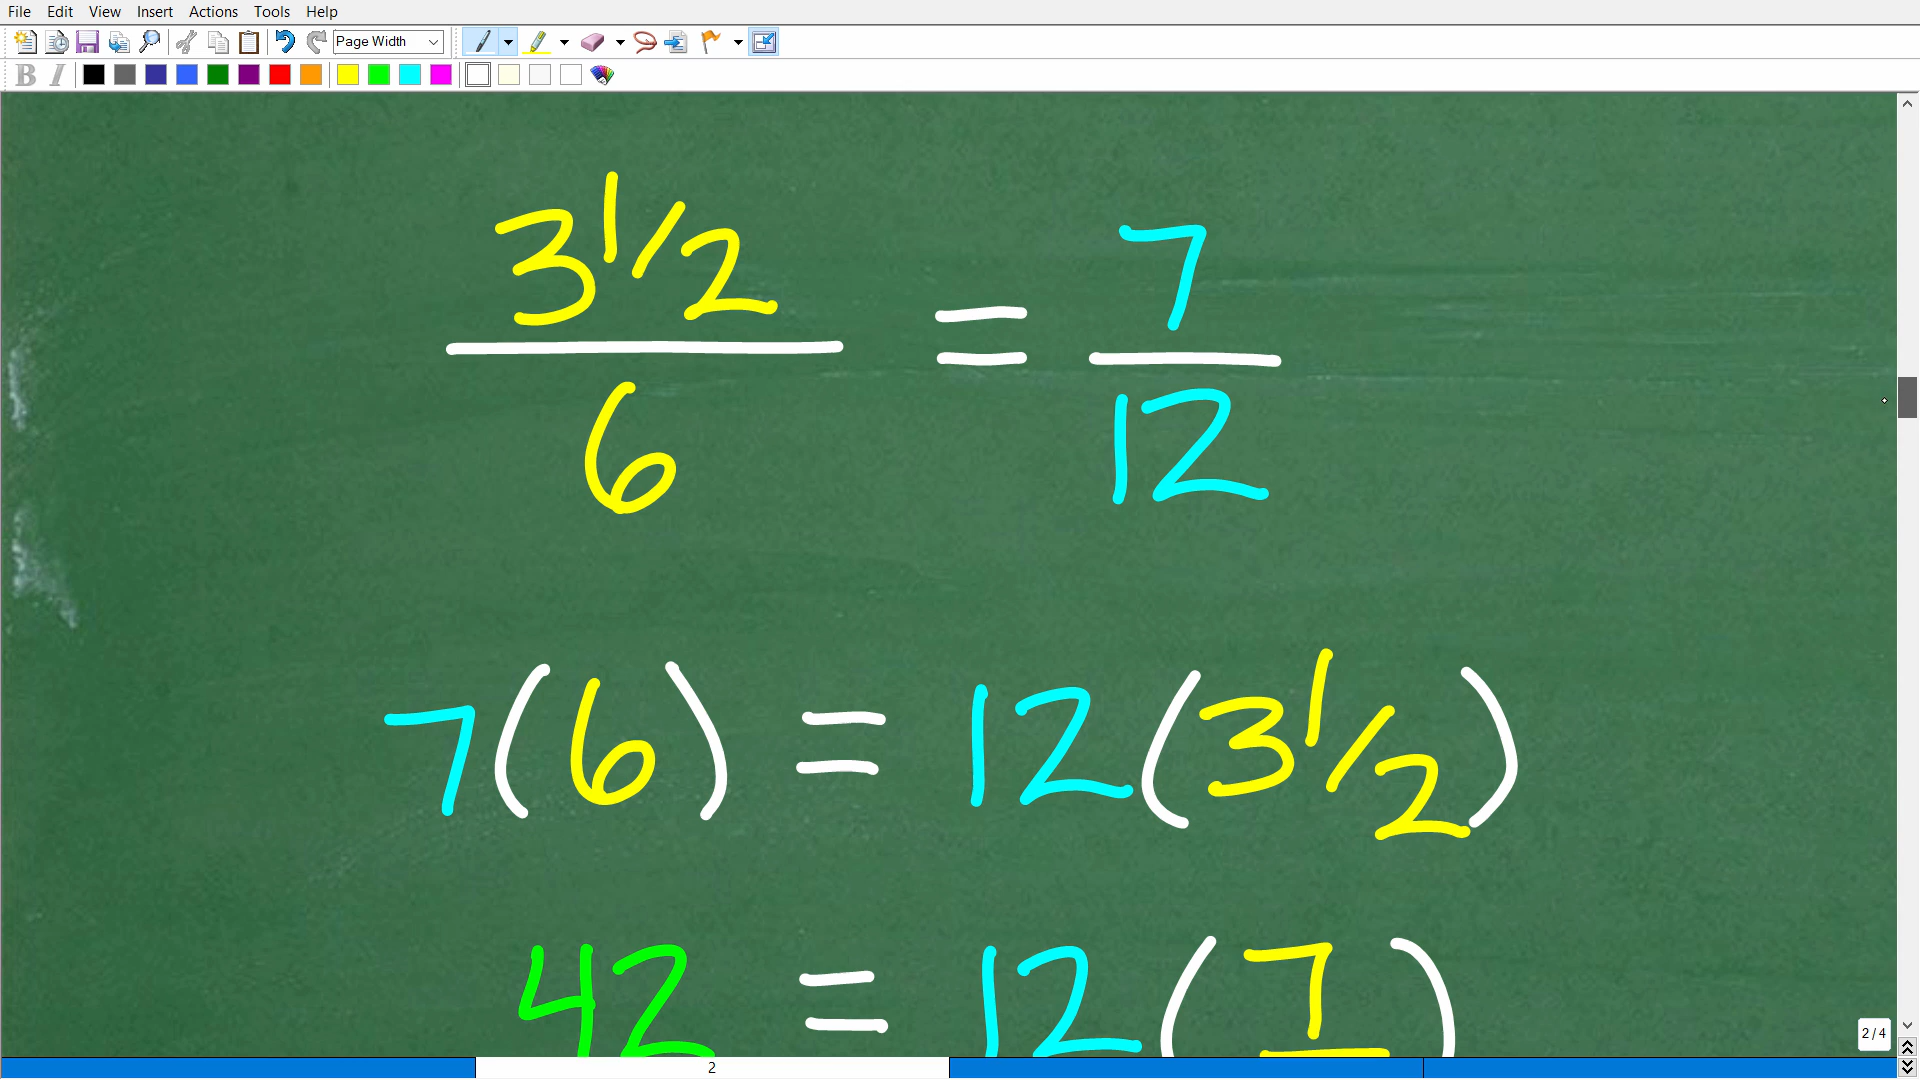 File Edit View Insert Actions Tools Help
Page Width
B I
3 1/2 / 6 = 7 / 12
7(6) = 12(3 1/2)
42 = 12(7
2 / 4
2